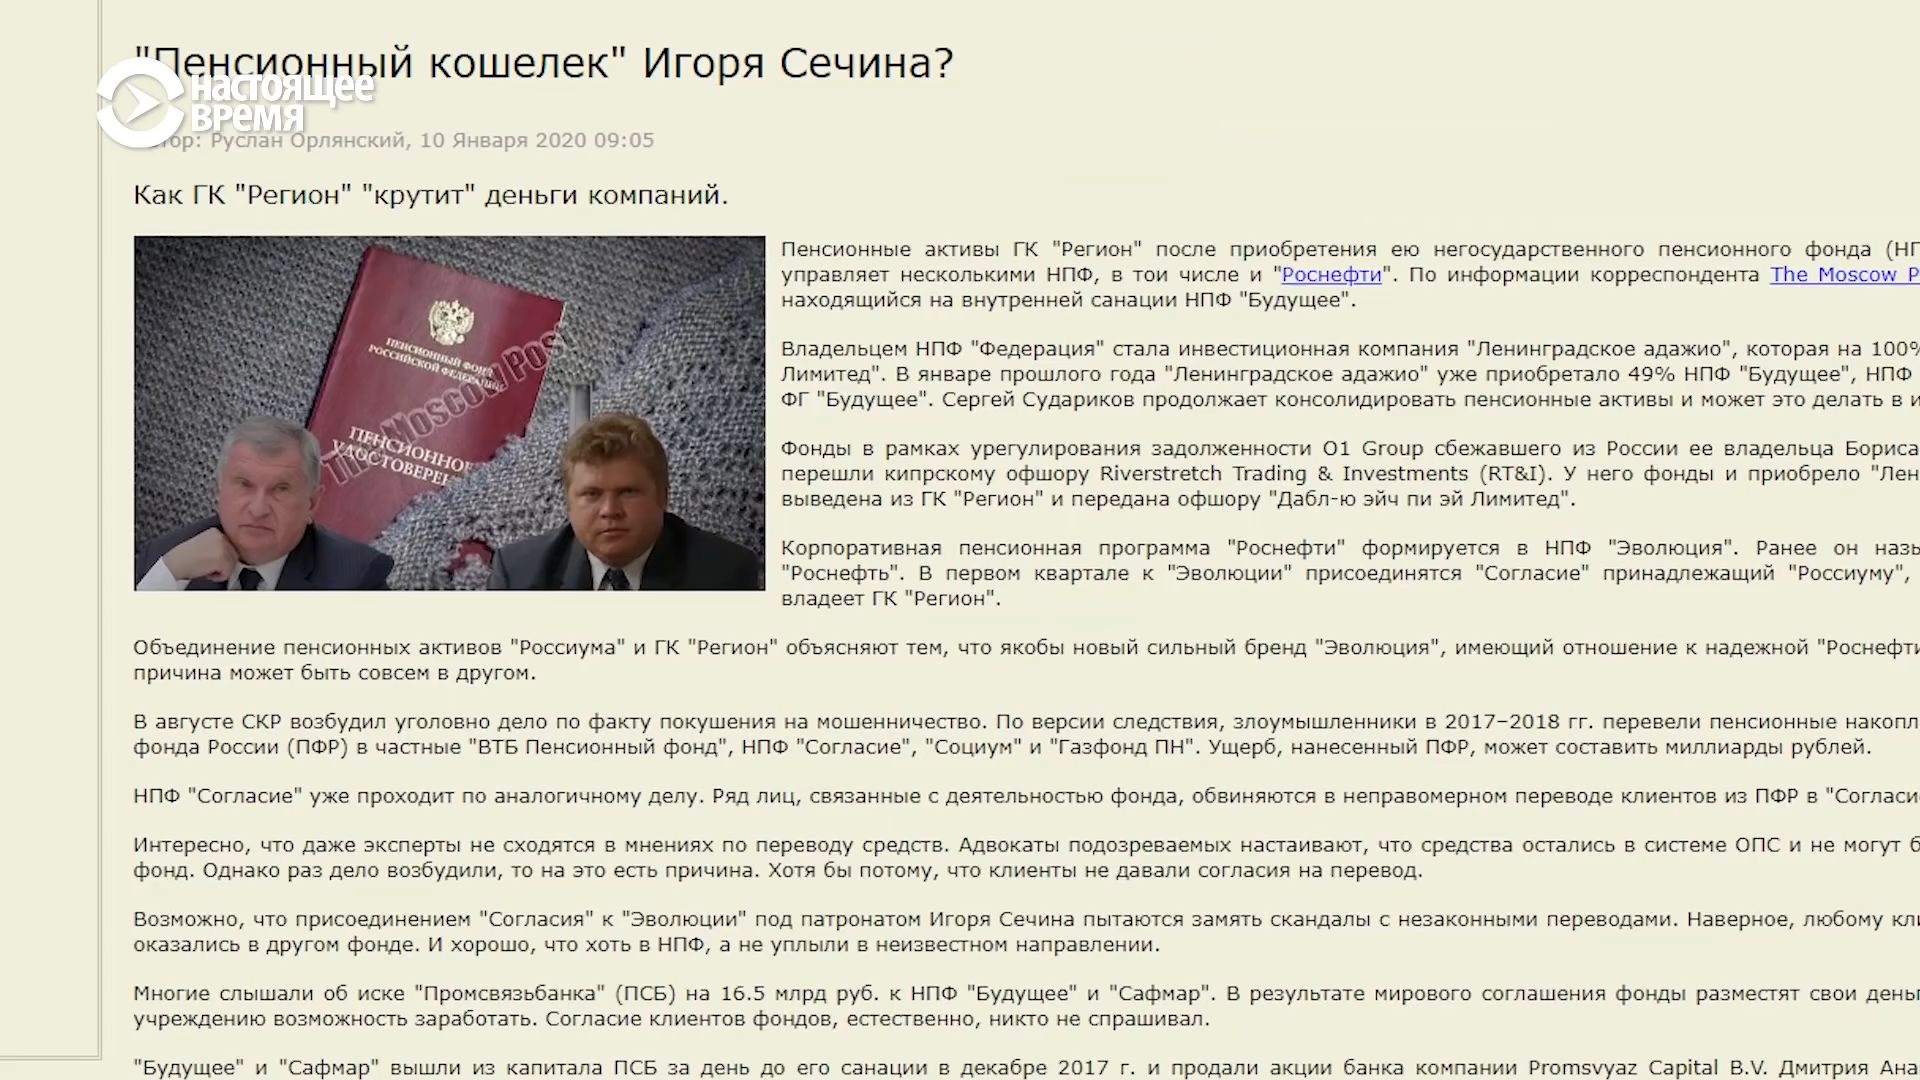 "Пенсионный кошелек" Игоря Сечина?
настоящее
время
Руслан Орлянский, 10 Января 2020 09:05
Как ГК "Регион" "крутит" деньги компаний.
ПЕНСИОННЫЙ ФОНД
РОССИЙСКОЙ ФЕДЕРАЦИИ
ПЕНСИОННОЕ
The Moscow Post
Пенсионные активы ГК "Регион" после приобретения ею негосударственного пенсионного фонда
управляет несколькими НПФ, в тои числе и "Роснефти". По информации корреспондента The Moscow
находящийся на внутренней санации НПФ "Будущее".
Владельцем НПФ "Федерация" стала инвестиционная компания "Ленинградское адажио", которая на 100%
Лимитед". В январе прошлого года "Ленинградское адажио" уже приобретало 49% НПФ "Будущее", НПФ
ФГ "Будущее". Сергей Судариков продолжает консолидировать пенсионные активы и может это делать в
Фонды в рамках урегулирования задолженности O1 Group сбежавшего из России ее владельца Бориса
перешли кипрскому офшору Riverstretch Trading & Investments (RT&I). У него фонды и приобрело
выведена из ГК "Регион" и передана офшору "Дабл-ю эйч пи эй Лимитед".
Корпоративная пенсионная программа "Роснефти" формируется в НПФ "Эволюция". Ранее он
"Роснефть". В первом квартале к "Эволюции" присоединятся "Согласие" принадлежащий "Россиуму",
владеет ГК "Регион".
Объединение пенсионных активов "Россиума" и ГК "Регион" объясняют тем, что якобы новый сильный бренд "Эволюция", имеющий отношение к надежной "Роснефти
причина может быть совсем в другом.
В августе СКР возбудил уголовно дело по факту покушения на мошенничество. По версии следствия, злоумышленники в 2017–2018 гг. перевели пенсионные
фонда России (ПФР) в частные "ВТБ Пенсионный фонд", НПФ "Согласие", "Социум" и "Газфонд ПН". Ущерб, нанесенный ПФР, может составить миллиарды рублей.
НПФ "Согласие" уже проходит по аналогичному делу. Ряд лиц, связанные с деятельностью фонда, обвиняются в неправомерном переводе клиентов из ПФР в
Интересно, что даже эксперты не сходятся в мнениях по переводу средств. Адвокаты подозреваемых настаивают, что средства остались в системе ОПС и не могут
фонд. Однако раз дело возбудили, то на это есть причина. Хотя бы потому, что клиенты не давали согласия на перевод.
Возможно, что присоединением "Согласия" к "Эволюции" под патронатом Игоря Сечина пытаются замять скандалы с незаконными переводами. Наверное, любому
оказались в другом фонде. И хорошо, что хоть в НПФ, а не уплыли в неизвестном направлении.
Многие слышали об иске "Промсвязьбанка" (ПСБ) на 16.5 млрд руб. к НПФ "Будущее" и "Сафмар". В результате мирового соглашения фонды разместят свои
учреждению возможность заработать. Согласие клиентов фондов, естественно, никто не спрашивал.
"Будущее" и "Сафмар" вышли из капитала ПСБ за день до его санации в декабре 2017 г. и продали акции банка компании Promsvyaz Capital B.V. Дмитрия